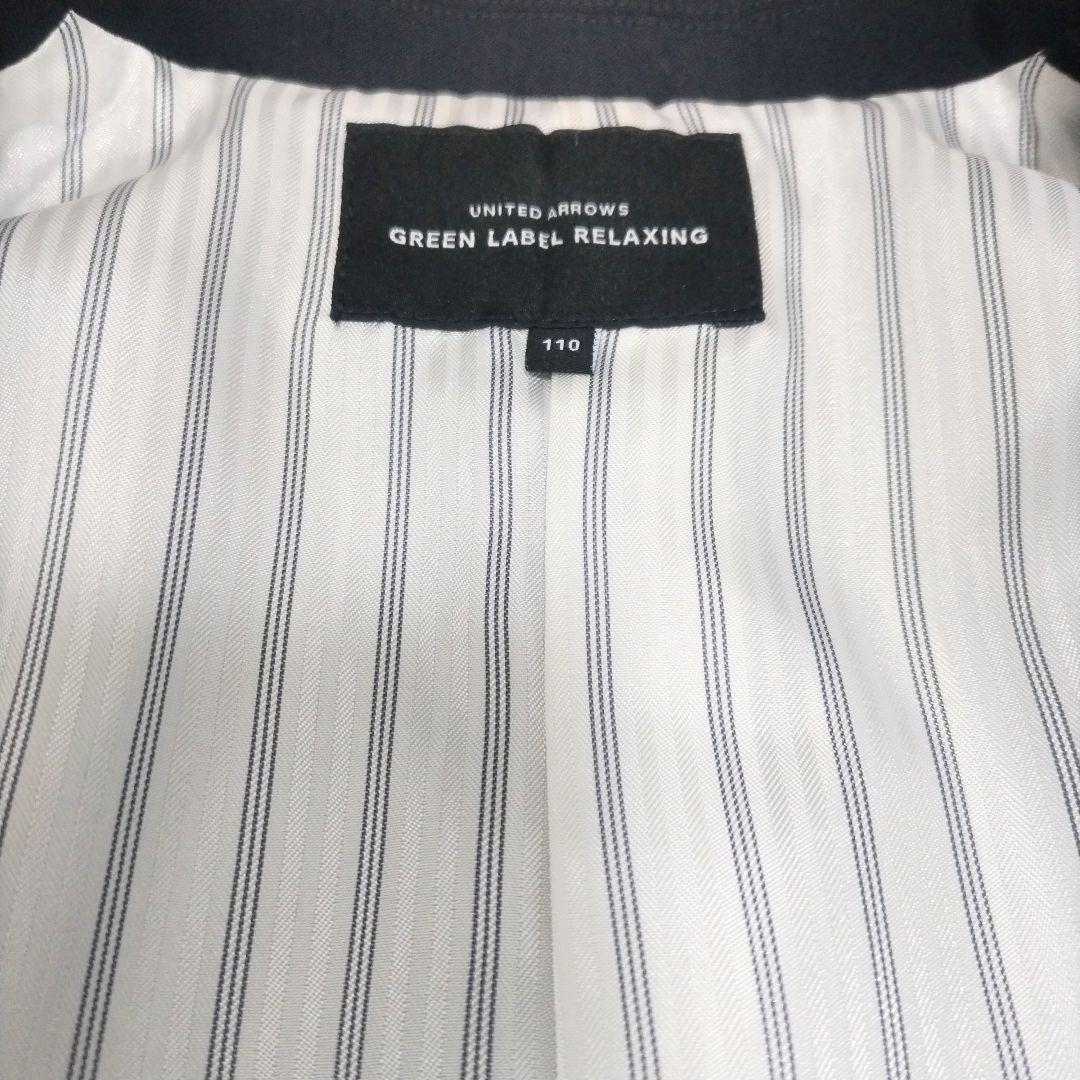 UNITED ARROWS
GREEN LABEL RELAXING
110